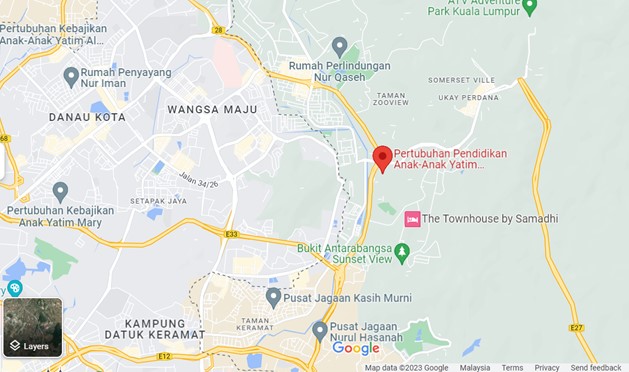 ATV Adventure
Park Kuala Lumpur
Pertubuhan Kebajikan
Anak-Anak Yatim Al...
28
Rumah Perlindungan
Nur Qaseh
Rumah Penyayang
Nur Iman
SOMERSET VILLE
TAMAN
ZOOVIEW
UKAY PERDANA
WANGSA MAJU
DANAU KOTA
68
Pertubuhan Pendidikan
Anak-Anak Yatim...
Jalan 34/26
SETAPAK JAYA
Pertubuhan Kebajikan
Anak Yatim Mary
The Townhouse by Samadhi
E33
Bukit Antarabangsa
Sunset View
Pusat Jagaan Kasih Murni
KAMPUNG
DATUK KERAMAT
TAMAN
KERAMAT
Pusat Jagaan
Nurul Hasanah
E27
Layers
E12
Google
Map data ©2023 Google
Malaysia
Terms
Privacy
Send feedback